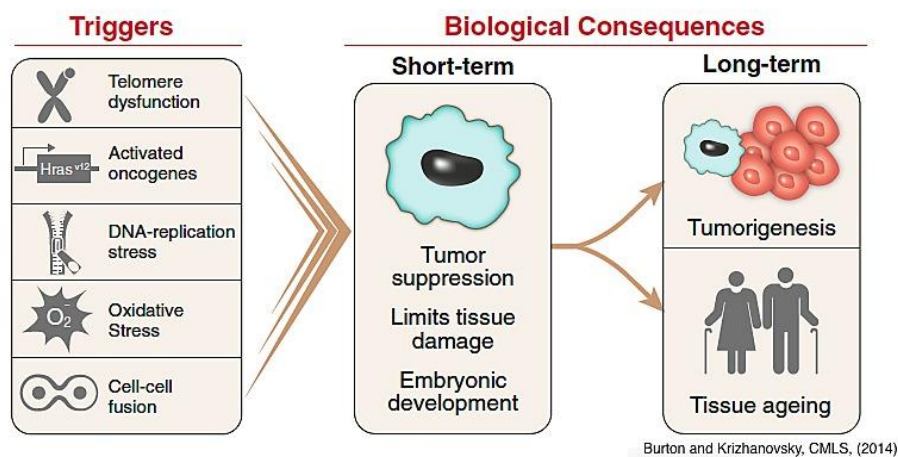 Triggers
Biological Consequences
Short-term
Long-term
Telomere
dysfunction
Hras v12
Activated
oncogenes
DNA-replication
stress
O2-
Oxidative
Stress
Cell-cell
fusion
Tumor
suppression
Limits tissue
damage
Embryonic
development
Tumorigenesis
Tissue ageing
Burton and Krizhanovsky, CMLS, (2014)